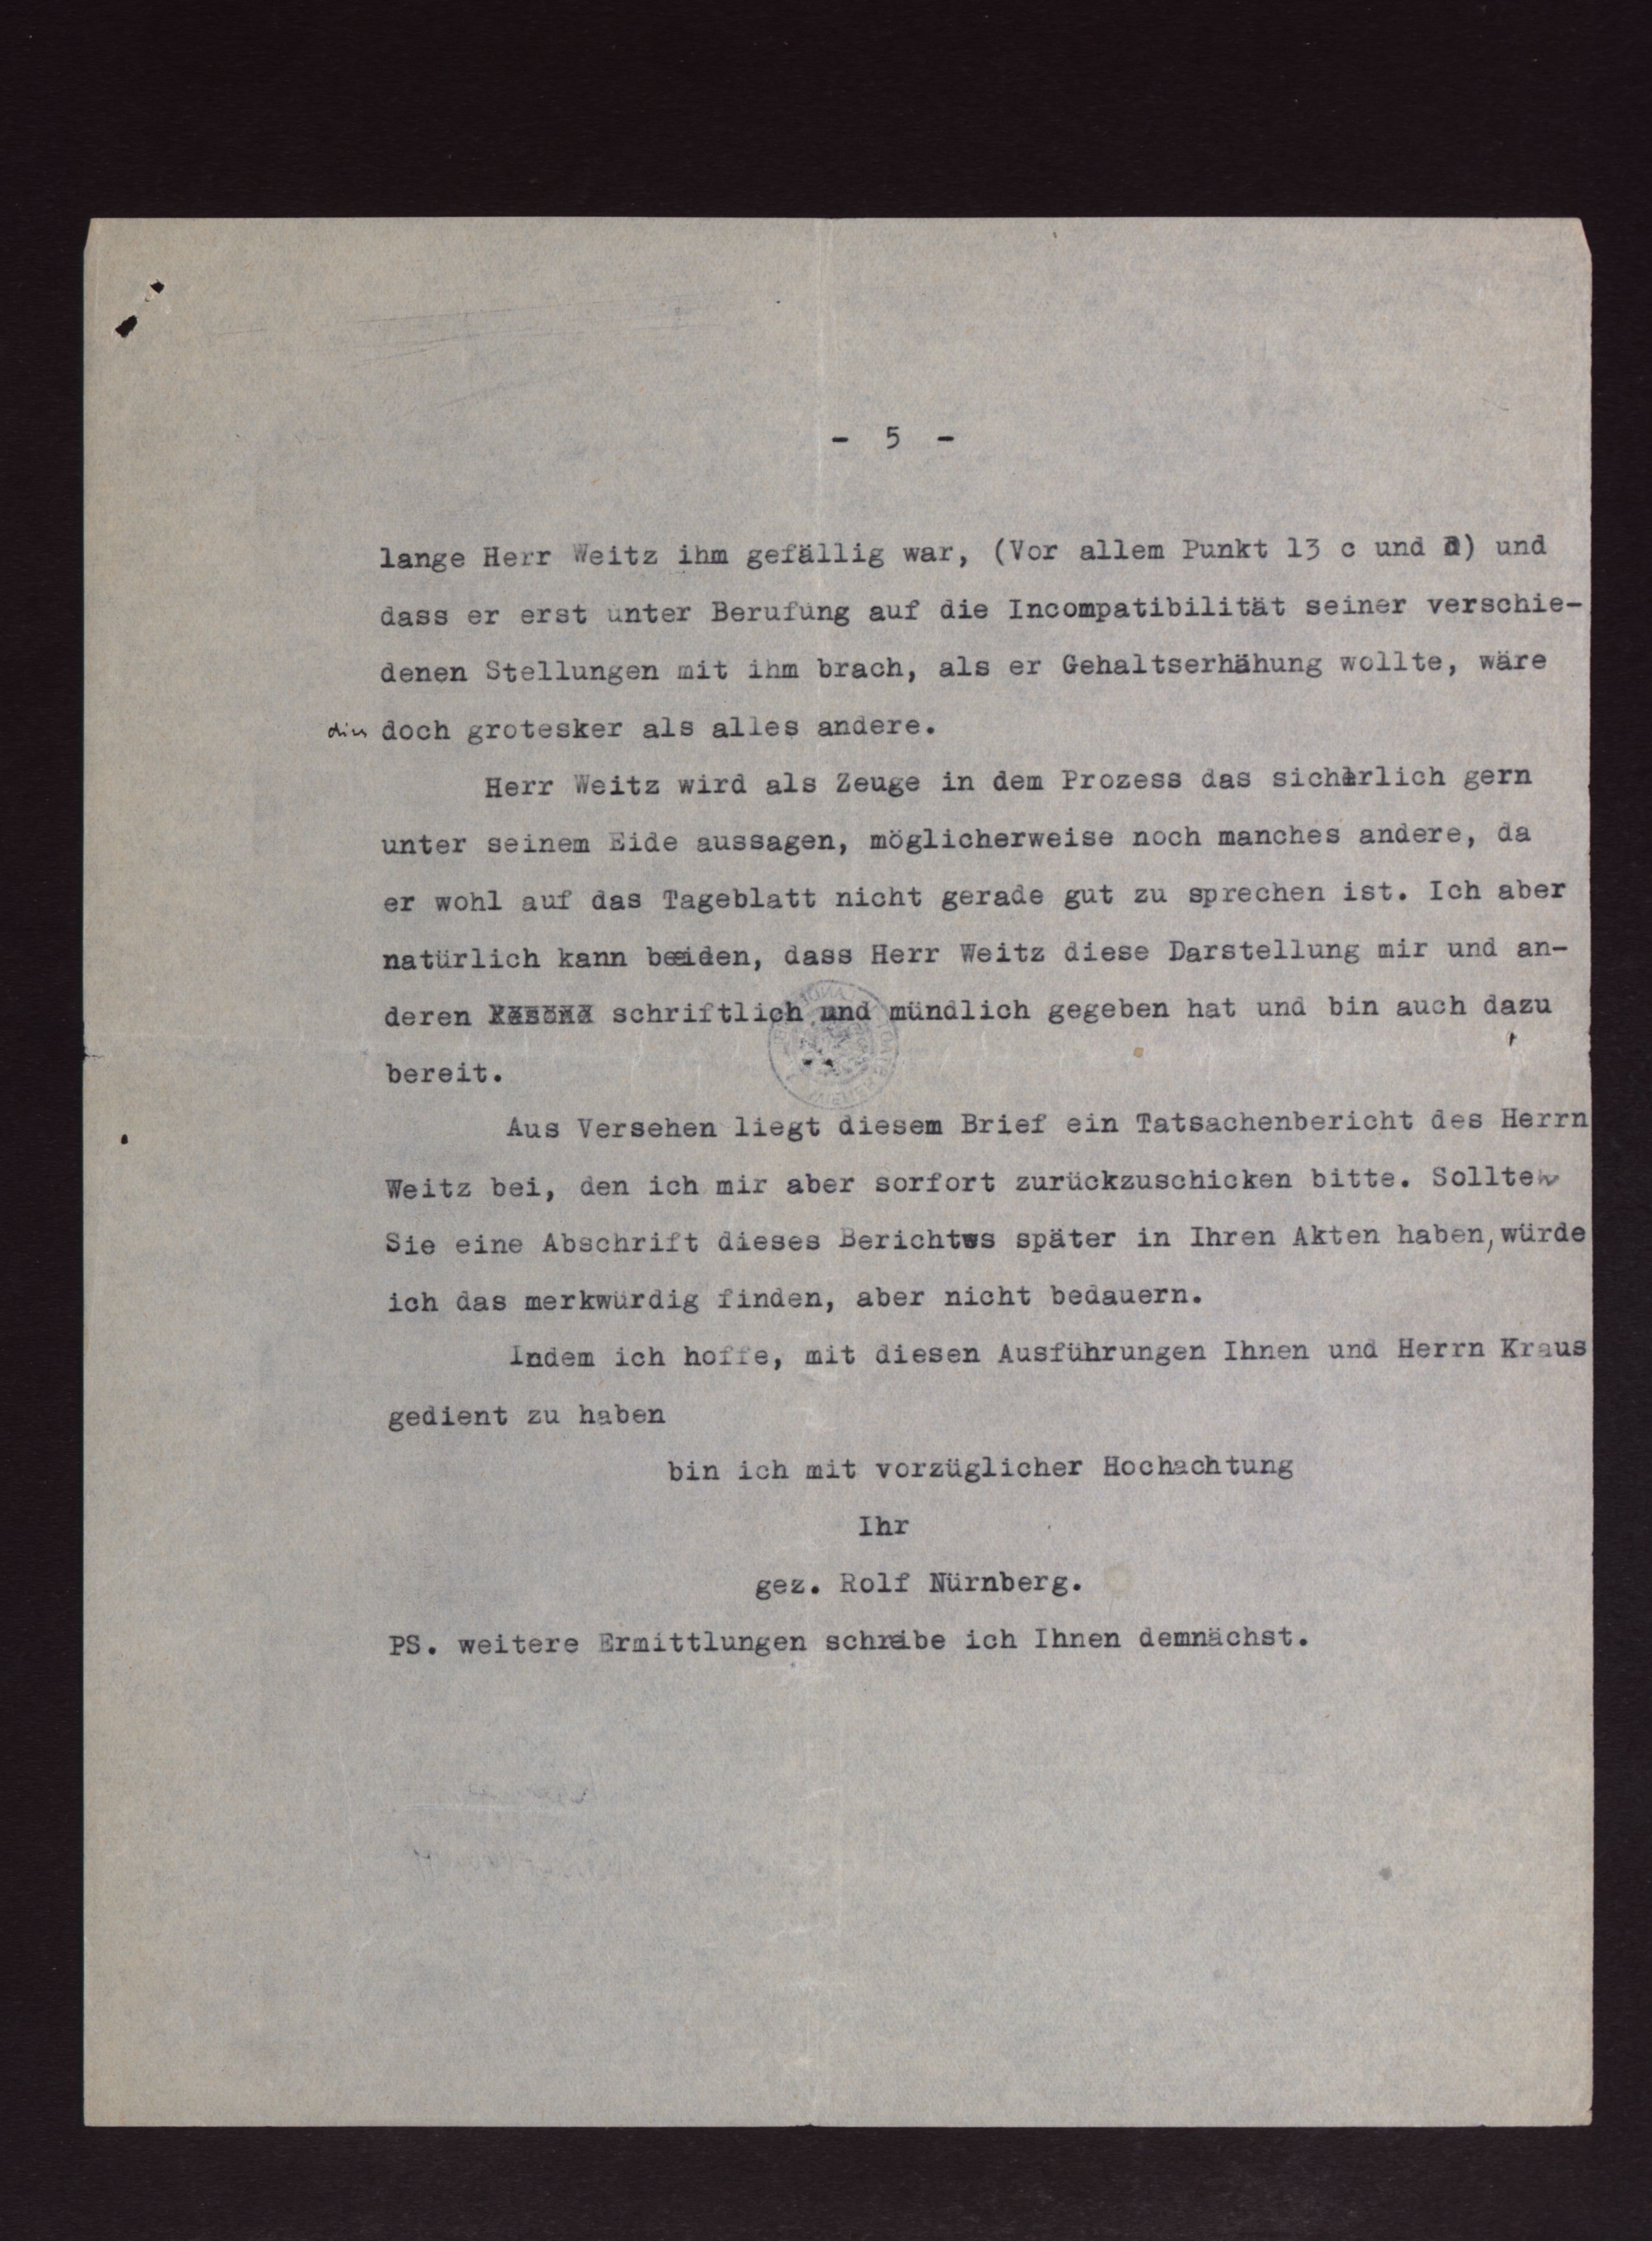 - 5 -
lange Herr Weitz ihm gefällig war, (Vor allem Punkt 13 c und d) und
dass er erst unter Berufung auf die Incompatibilität seiner verschie-
denen Stellungen mit ihm brach, als er Gehaltserhähung wollte, wäre
dies doch grotesker als alles andere.
Herr Weitz wird als Zeuge in dem Prozess das sicherlich gern
unter seinem Eide aussagen, möglicherweise noch manches andere, da
er wohl auf das Tageblatt nicht gerade gut zu sprechen ist. Ich aber
natürlich kann beeiden, dass Herr Weitz diese Darstellung mir und an-
deren schriftlich und mündlich gegeben hat und bin auch dazu
bereit.
Aus Versehen liegt diesem Brief ein Tatsachenbericht des Herrn
Weitz bei, den ich mir aber sorfort zurückzuschicken bitte. Sollten
Sie eine Abschrift dieses Berichtes später in Ihren Akten haben, würde
ich das merkwürdig finden, aber nicht bedauern.
Indem ich hoffe, mit diesen Ausführungen Ihnen und Herrn Kraus
gedient zu haben
bin ich mit vorzüglicher Hochachtung
Ihr
gez. Rolf Nürnberg.
PS. weitere Ermittlungen schreibe ich Ihnen demnächst.